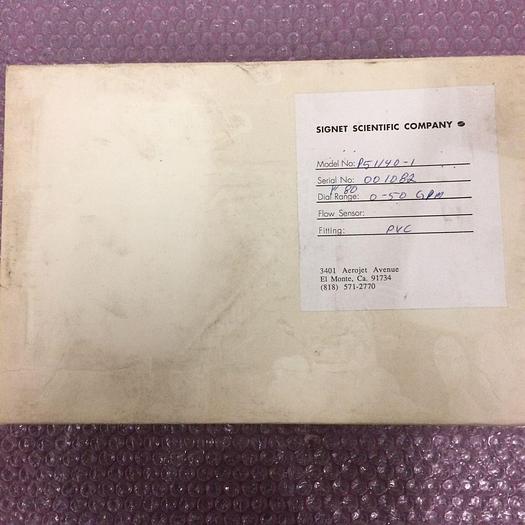 SIGNET SCIENTIFIC COMPANY
Model No: P51140-1
Serial No: 001082
F 80
Dial Range: 0-50 GPM
Flow Sensor:
Fitting: PVC
3401 Aerojet Avenue
El Monte, Ca. 91734
(818) 571-2770